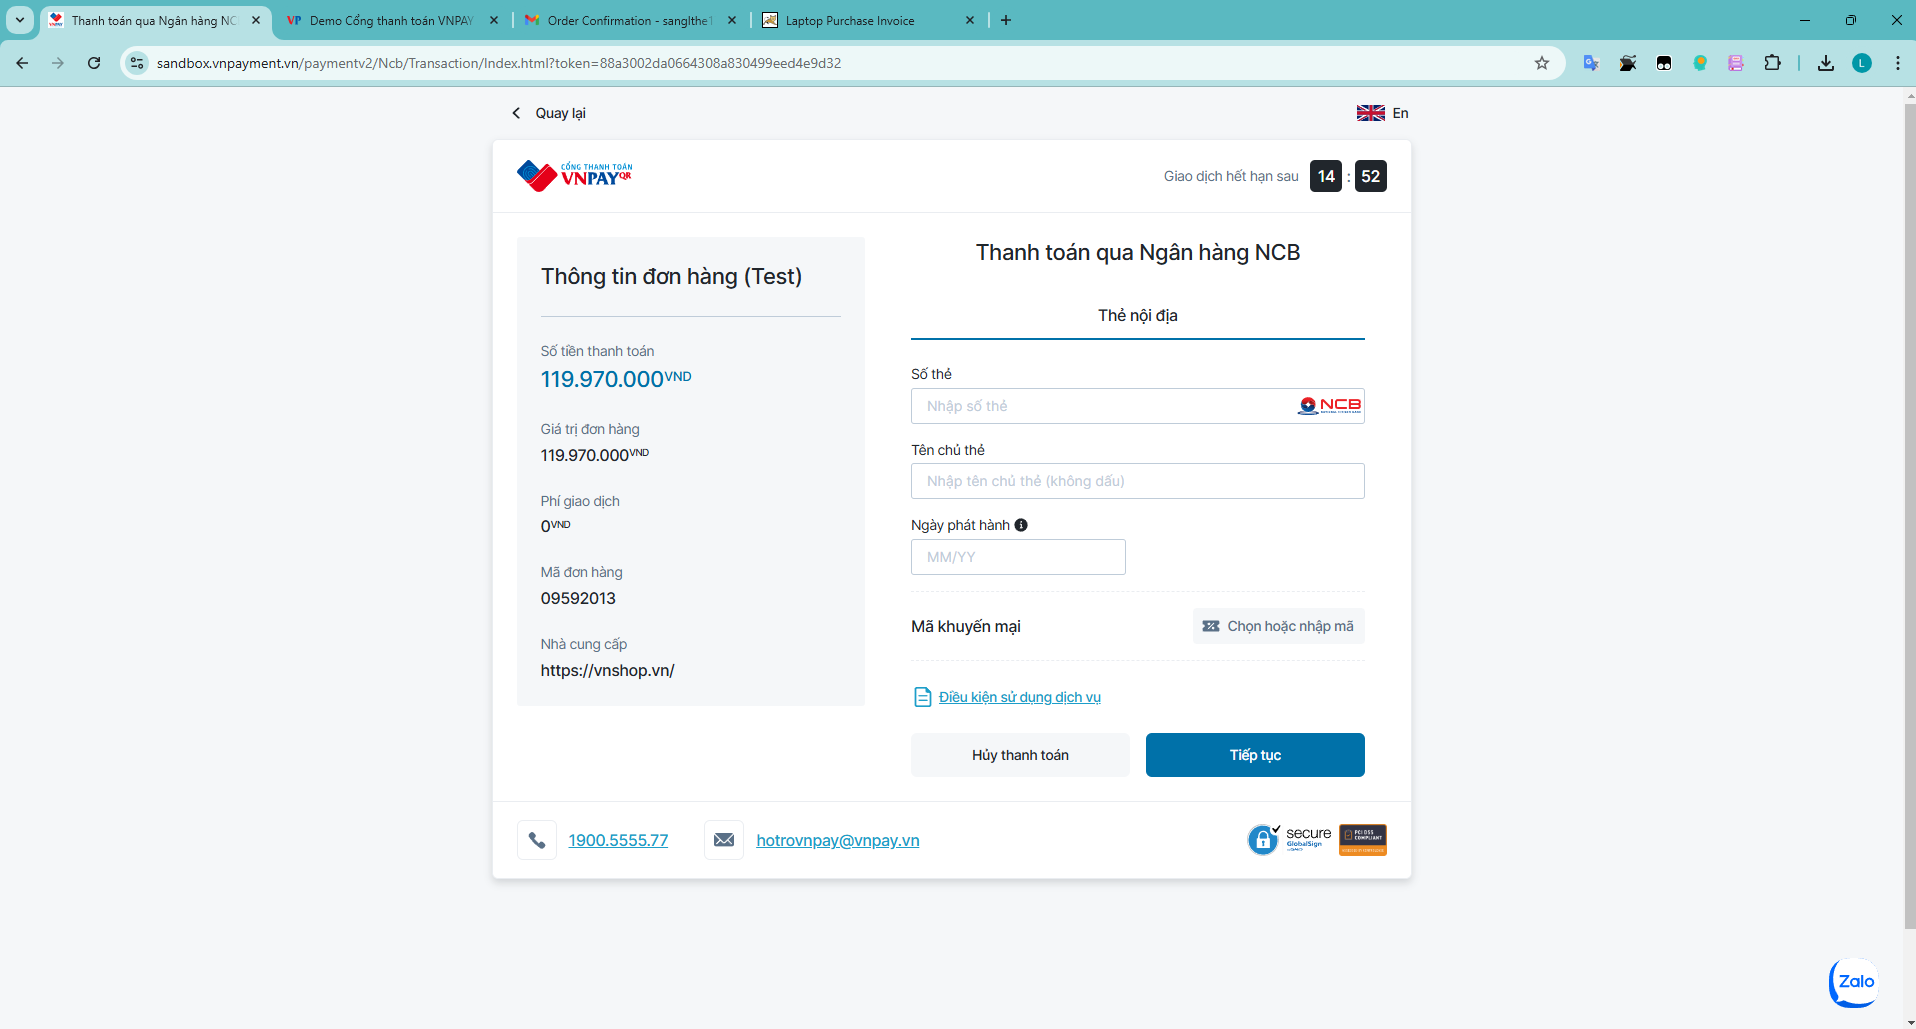 Thanh toán qua Ngân hàng NC
Demo Cổng thanh toán VNPAY
Order Confirmation - sanglthe1
Laptop Purchase Invoice
sandbox.vnpayment.vn/paymentv2/Ncb/Transaction/Index.html?token=88a3002da0664308a830499eed4e9d32
L
Quay lại
En
CỔNG THANH TOÁN
VNPAYQR
Giao dịch hết hạn sau 14 : 52
Thông tin đơn hàng (Test)
Số tiền thanh toán
119.970.000VND
Giá trị đơn hàng
119.970.000VND
Phí giao dịch
0VND
Mã đơn hàng
09592013
Nhà cung cấp
https://vnshop.vn/
Thanh toán qua Ngân hàng NCB
Thẻ nội địa
Số thẻ
Nhập số thẻ
NCB
Tên chủ thẻ
Nhập tên chủ thẻ (không dấu)
Ngày phát hành
MM/YY
Mã khuyến mại
Chọn hoặc nhập mã
Điều kiện sử dụng dịch vụ
Hủy thanh toán
Tiếp tục
1900.5555.77
hotrovnpay@vnpay.vn
secure
GlobalSign
PCI DSS
COMPLIANT
Zalo